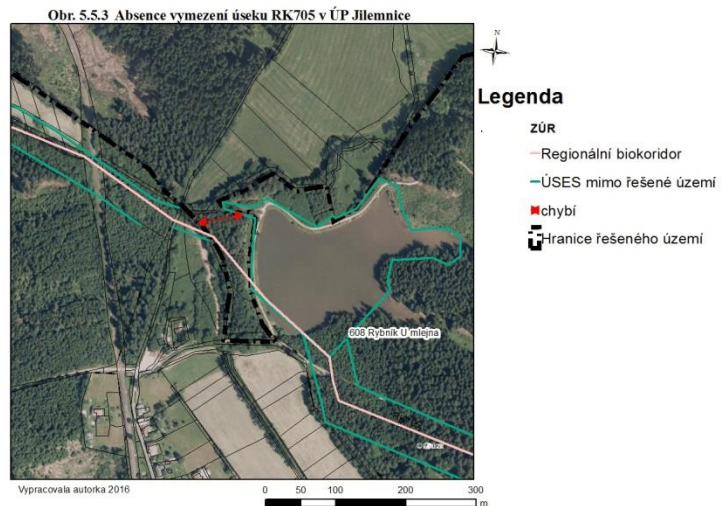 Obr. 5.5.3 Absence vymezení úseku RK705 v ÚP Jilemnice
N
Legenda
ZÚR
Regionální biokoridor
ÚSES mimo řešené území
chybí
Hranice řešeného území
608 Rybník U mlejna
Vypracovala autorka 2016
0 50 100 200 300
m